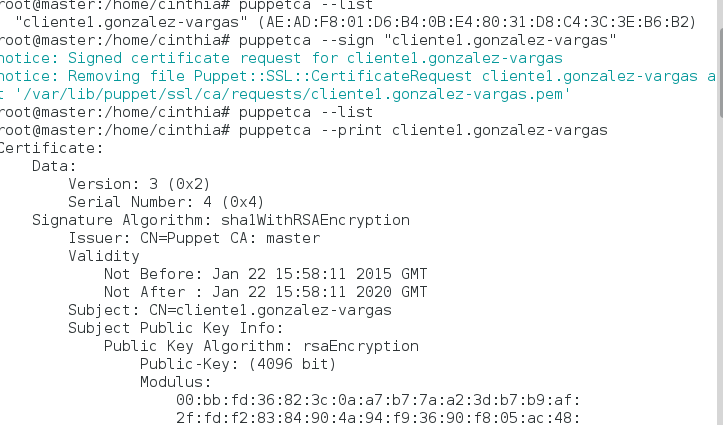 root@master:/home/cinthia# puppetca --list
"cliente1.gonzalez-vargas" (AE:AD:F8:01:D6:B4:0B:E4:80:31:D8:C4:3C:3E:B6:B2)
root@master:/home/cinthia# puppetca --sign "cliente1.gonzalez-vargas"
notice: Signed certificate request for cliente1.gonzalez-vargas
notice: Removing file Puppet::SSL::CertificateRequest cliente1.gonzalez-vargas a
t '/var/lib/puppet/ssl/ca/requests/cliente1.gonzalez-vargas.pem'
root@master:/home/cinthia# puppetca --list
root@master:/home/cinthia# puppetca --print cliente1.gonzalez-vargas
Certificate:
Data:
Version: 3 (0x2)
Serial Number: 4 (0x4)
Signature Algorithm: sha1WithRSAEncryption
Issuer: CN=Puppet CA: master
Validity
Not Before: Jan 22 15:58:11 2015 GMT
Not After : Jan 22 15:58:11 2020 GMT
Subject: CN=cliente1.gonzalez-vargas
Subject Public Key Info:
Public Key Algorithm: rsaEncryption
Public-Key: (4096 bit)
Modulus:
00:bb:fd:36:82:3c:0a:a7:b7:7a:a2:3d:b7:b9:af:
2f:fd:f2:83:84:90:4a:94:f9:36:90:f8:05:ac:48: